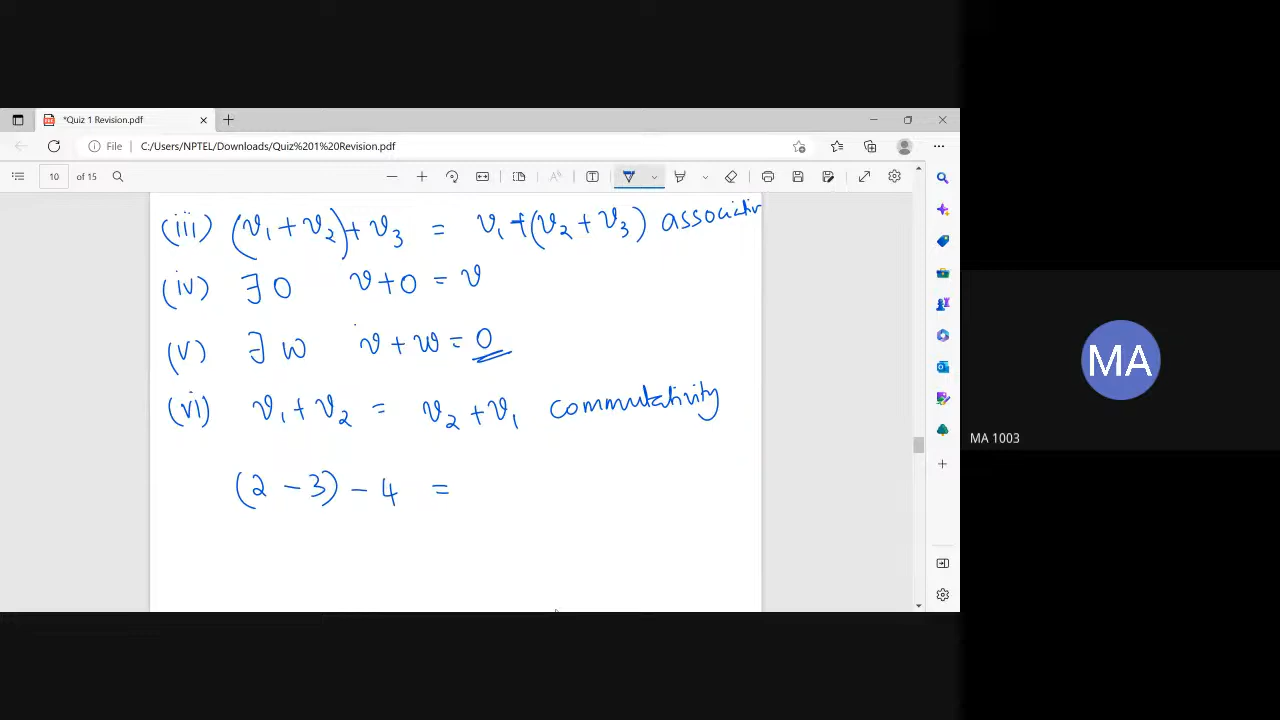 *Quiz 1 Revision.pdf
File C:/Users/NPTEL/Downloads/Quiz%201%20Revision.pdf
10 of 15
(iii) (v₁ + v₂) + v₃ = v₁ + (v₂ + v₃) associativ
(iv) ∃ 0 v + 0 = v
(v) ∃ w v + w = 0
(vi) v₁ + v₂ = v₂ + v₁ commutativity
(2 - 3) - 4 =
MA
MA 1003